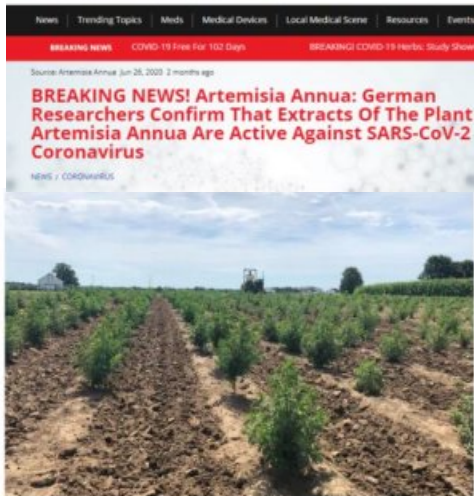 News Trending Topics Meds Medical Devices Local Medical Scene Resources Events
BREAKING NEWS COVID-19 Free For 102 Days BREAKING! COVID-19 Herbs: Study Show
Source: Artemisia Annua Jun 26, 2020 2 months ago
BREAKING NEWS! Artemisia Annua: German
Researchers Confirm That Extracts Of The Plant
Artemisia Annua Are Active Against SARS-CoV-2
Coronavirus
NEWS / CORONAVIRUS